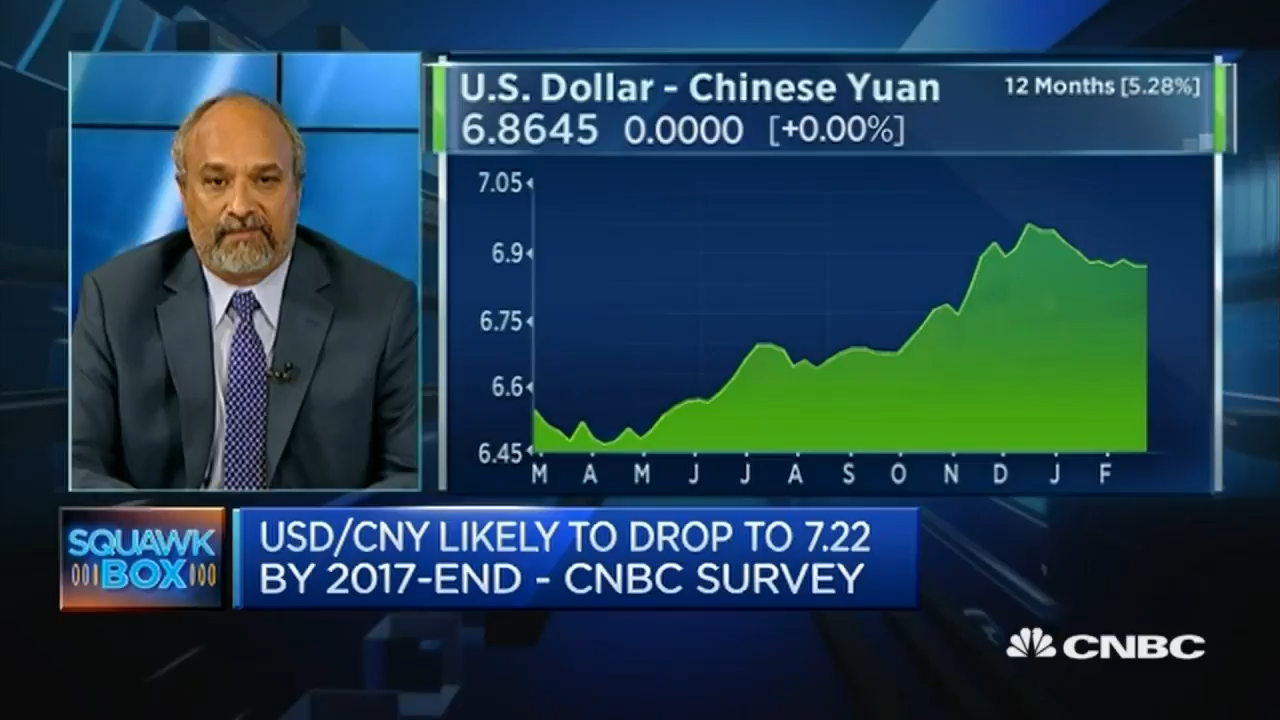 U.S. Dollar - Chinese Yuan
12 Months [5.28%]
6.8645 0.0000 [+0.00%]
7.05
6.9
6.75
6.6
6.45
M A M J J A S O N D J F
SQUAWK
BOX
USD/CNY LIKELY TO DROP TO 7.22
BY 2017-END - CNBC SURVEY
CNBC